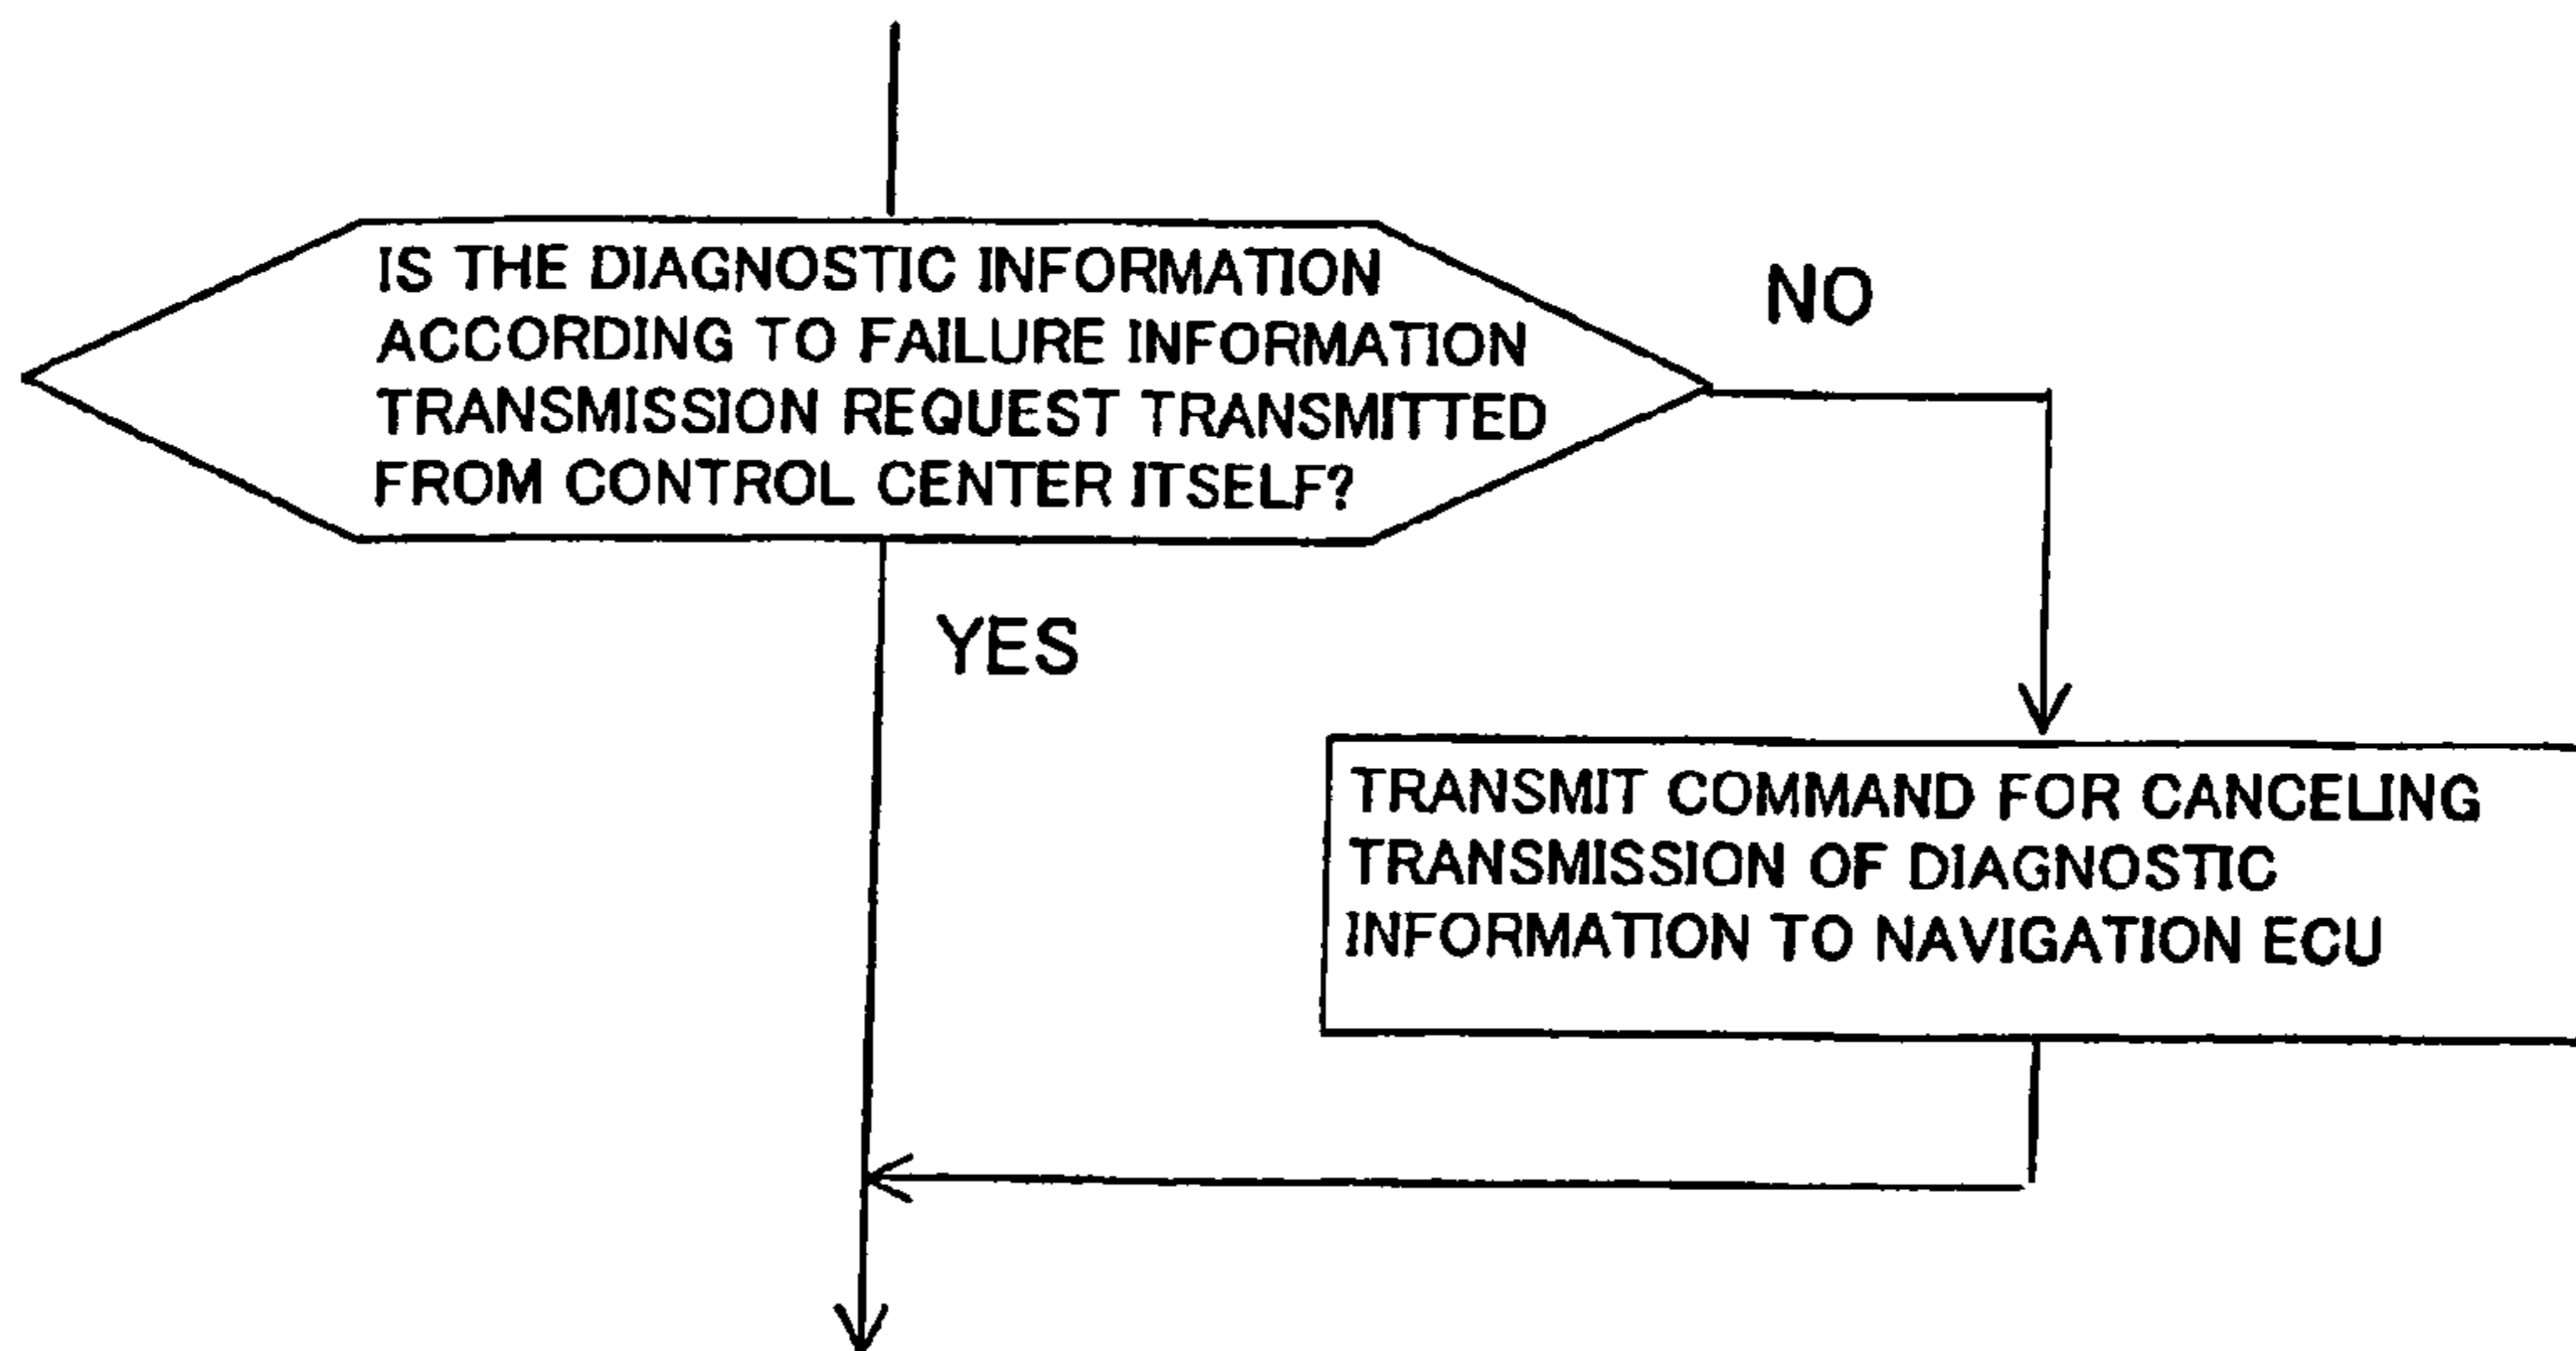 IS THE DIAGNOSTIC INFORMATION
ACCORDING TO FAILURE INFORMATION
TRANSMISSION REQUEST TRANSMITTED
FROM CONTROL CENTER ITSELF?
NO
YES
TRANSMIT COMMAND FOR CANCELING
TRANSMISSION OF DIAGNOSTIC
INFORMATION TO NAVIGATION ECU